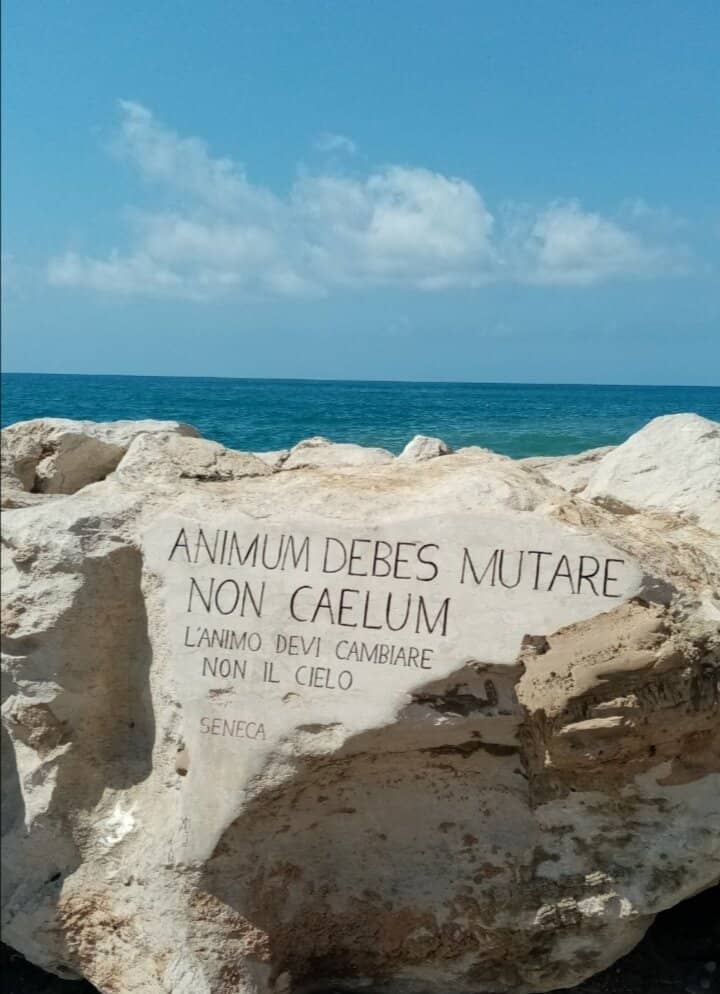 ANIMUM DEBES MUTARE
NON CAELUM
L'ANIMO DEVI CAMBIARE
NON IL CIELO
SENECA